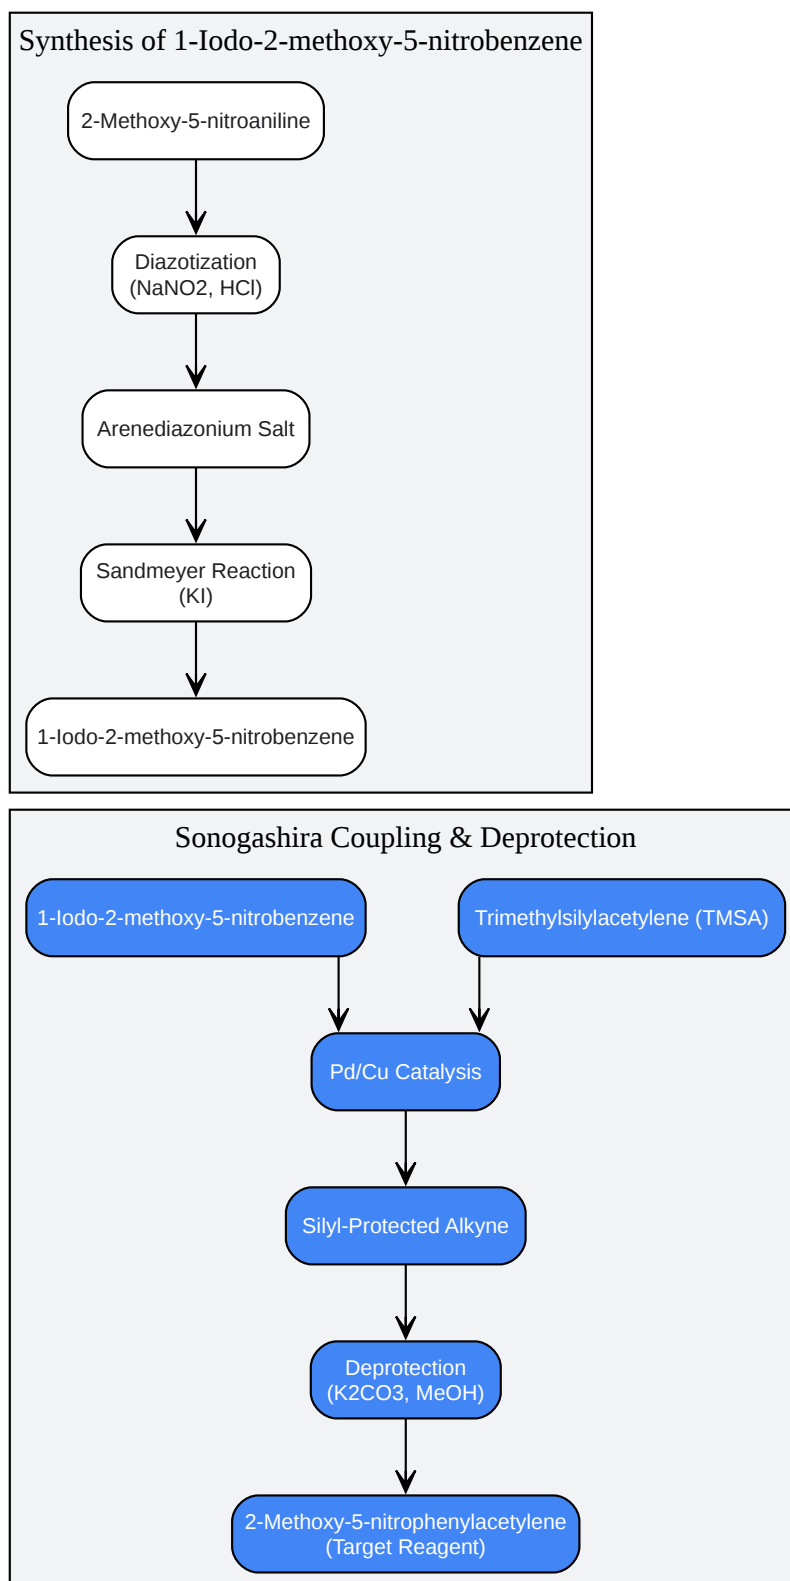 Synthesis of 1-Iodo-2-methoxy-5-nitrobenzene
2-Methoxy-5-nitroaniline
Diazotization
(NaNO2, HCl)
Arenediazonium Salt
Sandmeyer Reaction
(KI)
1-Iodo-2-methoxy-5-nitrobenzene
Sonogashira Coupling & Deprotection
1-Iodo-2-methoxy-5-nitrobenzene
Trimethylsilylacetylene (TMSA)
Pd/Cu Catalysis
Silyl-Protected Alkyne
Deprotection
(K2CO3, MeOH)
2-Methoxy-5-nitrophenylacetylene
(Target Reagent)